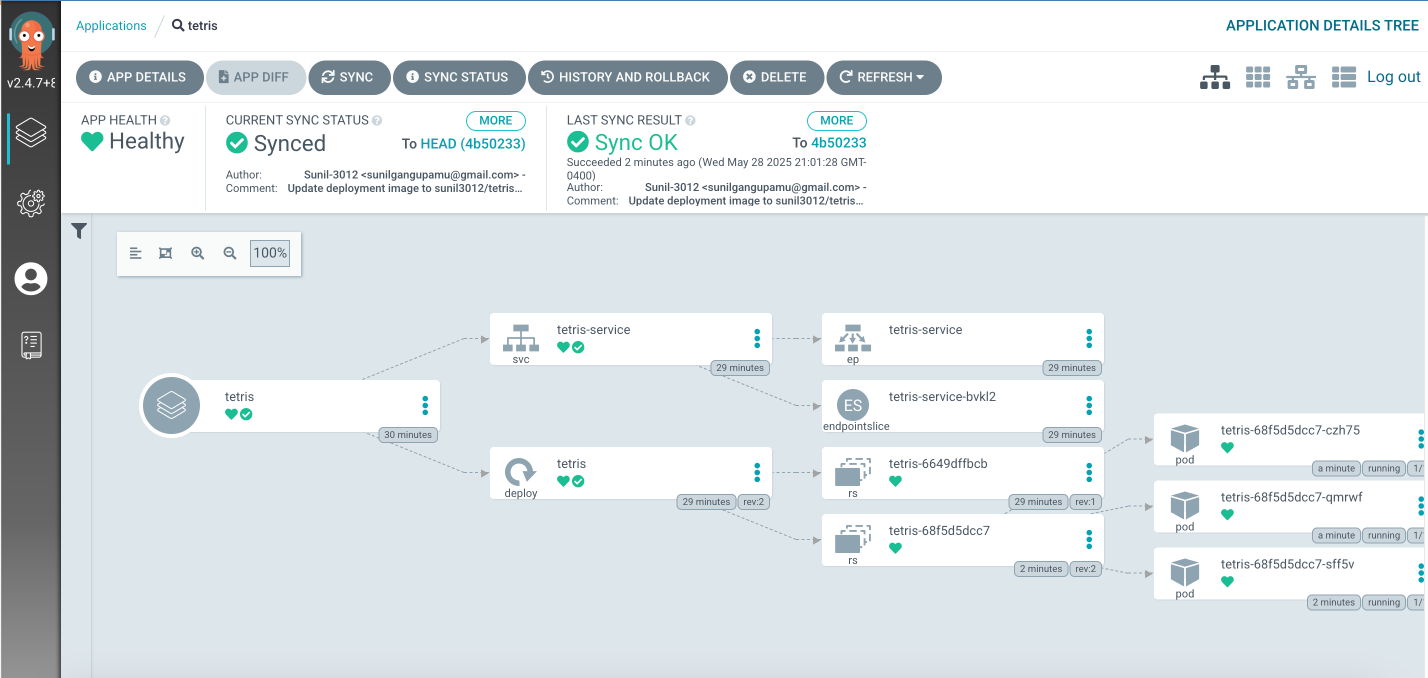 Applications / tetris
APPLICATION DETAILS TREE
v2.4.7+8
APP DETAILS APP DIFF SYNC SYNC STATUS HISTORY AND ROLLBACK DELETE REFRESH
Log out
APP HEALTH
Healthy
CURRENT SYNC STATUS MORE
Synced
To HEAD (4b50233)
Author: Sunil-3012 <sunilgangupamu@gmail.com> -
Comment: Update deployment image to sunil3012/tetris...
LAST SYNC RESULT MORE
Sync OK
To 4b50233
Succeeded 2 minutes ago (Wed May 28 2025 21:01:28 GMT-
0400)
Author: Sunil-3012 <sunilgangupamu@gmail.com> -
Comment: Update deployment image to sunil3012/tetris...
100%
tetris
30 minutes
tetris-service
svc
29 minutes
tetris
deploy
29 minutes rev:2
tetris-service
ep
29 minutes
ES
tetris-service-bvkl2
endpointslice
29 minutes
tetris-6649dffbcb
rs
29 minutes rev:1
tetris-68f5d5dcc7
rs
2 minutes rev:2
tetris-68f5d5dcc7-czh75
pod
a minute running 1/
tetris-68f5d5dcc7-qmrwf
pod
a minute running 1/
tetris-68f5d5dcc7-sff5v
pod
2 minutes running 1/